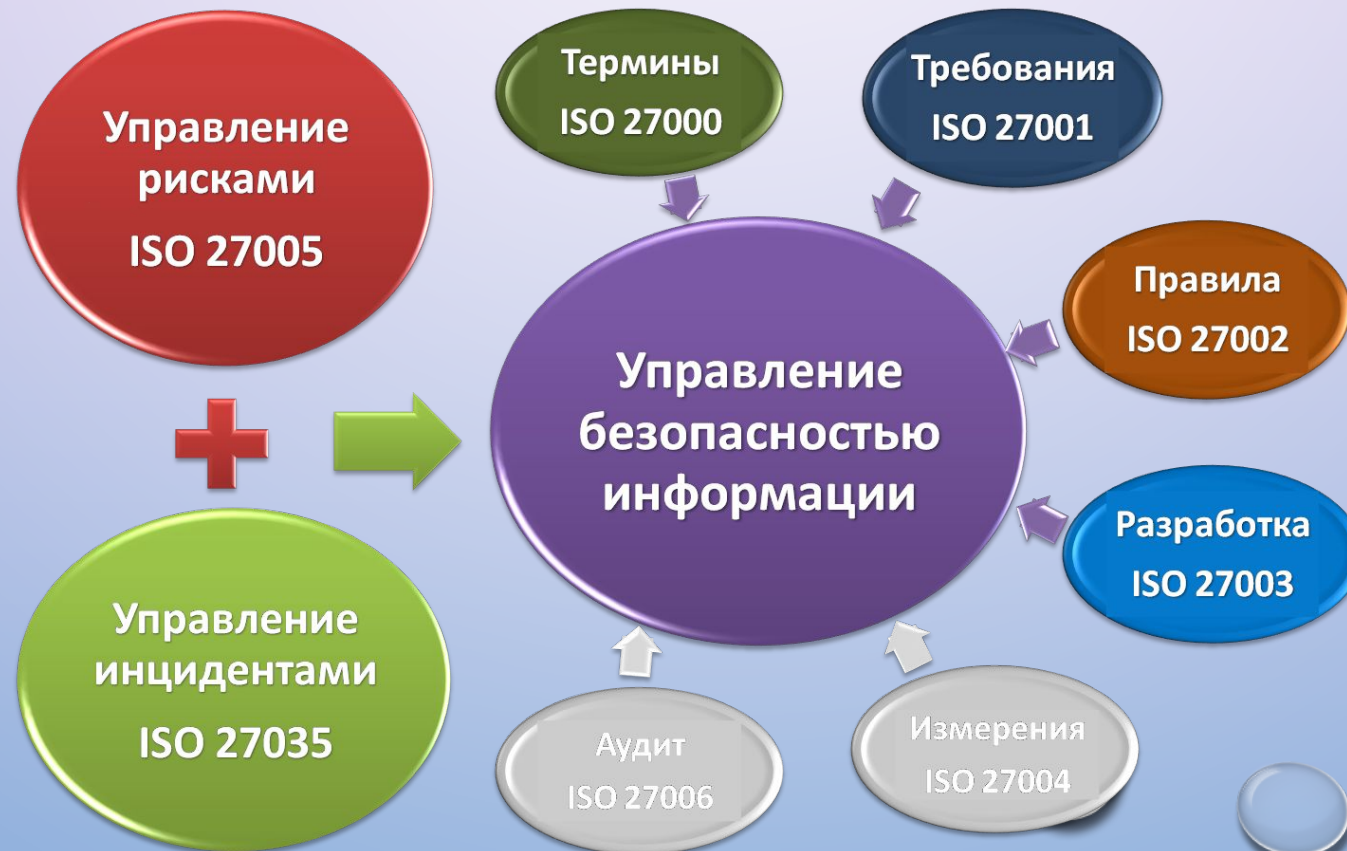 Управление
рисками
ISO 27005
Управление
инцидентами
ISO 27035
Управление
безопасностью
информации
Термины
ISO 27000
Требования
ISO 27001
Правила
ISO 27002
Разработка
ISO 27003
Измерения
ISO 27004
Аудит
ISO 27006